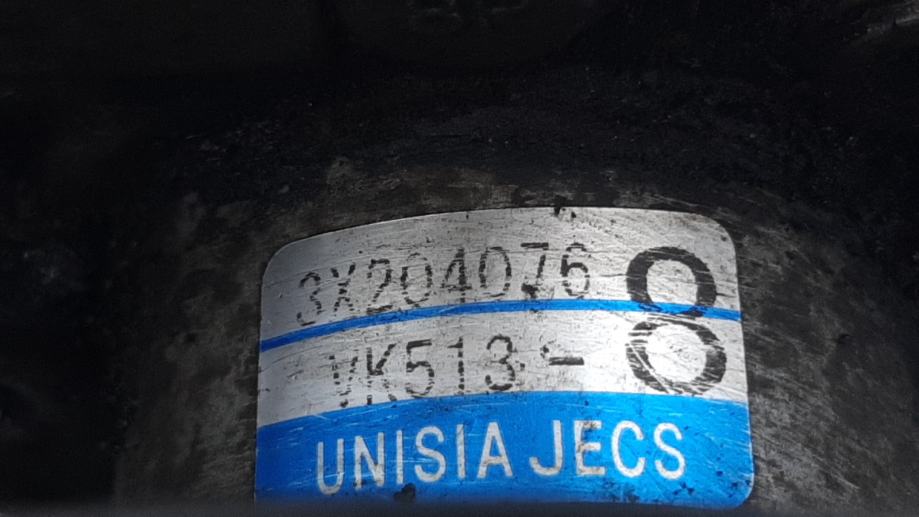 3X204076 8
VK513 -
UNISIA JECS